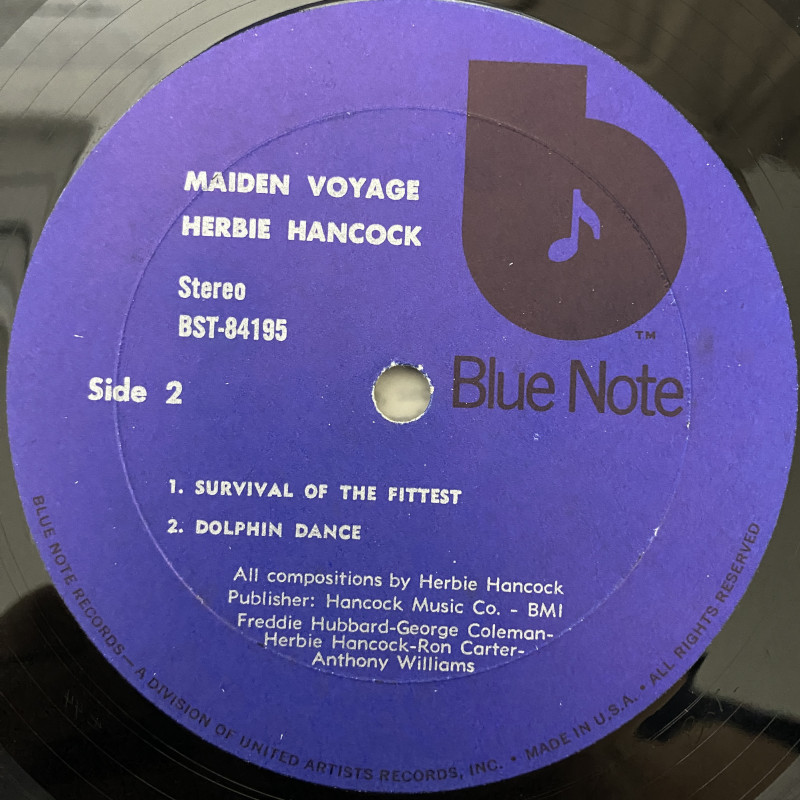 MAIDEN VOYAGE
HERBIE HANCOCK
Stereo
BST-84195
Side 2
TM
Blue Note
1. SURVIVAL OF THE FITTEST
2. DOLPHIN DANCE
All compositions by Herbie Hancock
Publisher: Hancock Music Co. - BMI
Freddie Hubbard-George Coleman-
Herbie Hancock-Ron Carter-
Anthony Williams
BLUE NOTE RECORDS — A DIVISION OF UNITED ARTISTS RECORDS, INC. • MADE IN U.S.A. • ALL RIGHTS RESERVED